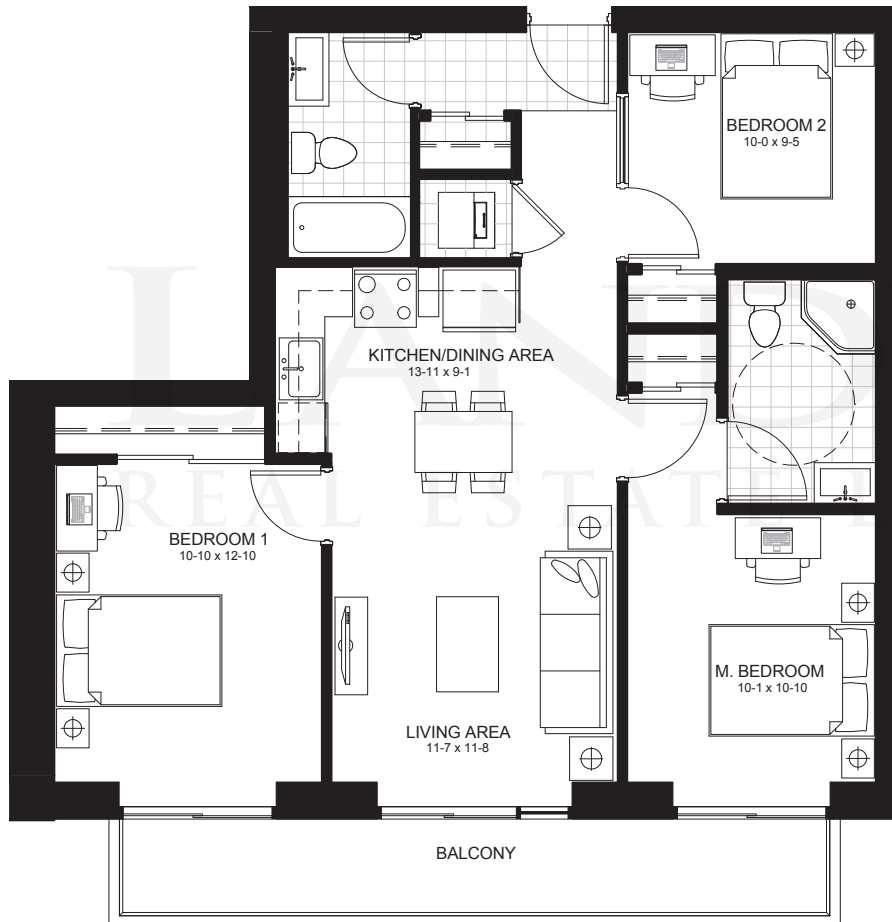 BEDROOM 2
10-0 x 9-5
KITCHEN/DINING AREA
13-11 x 9-1
BEDROOM 1
10-10 x 12-10
M. BEDROOM
10-1 x 10-10
LIVING AREA
11-7 x 11-8
BALCONY
LAND
REAL ESTATE